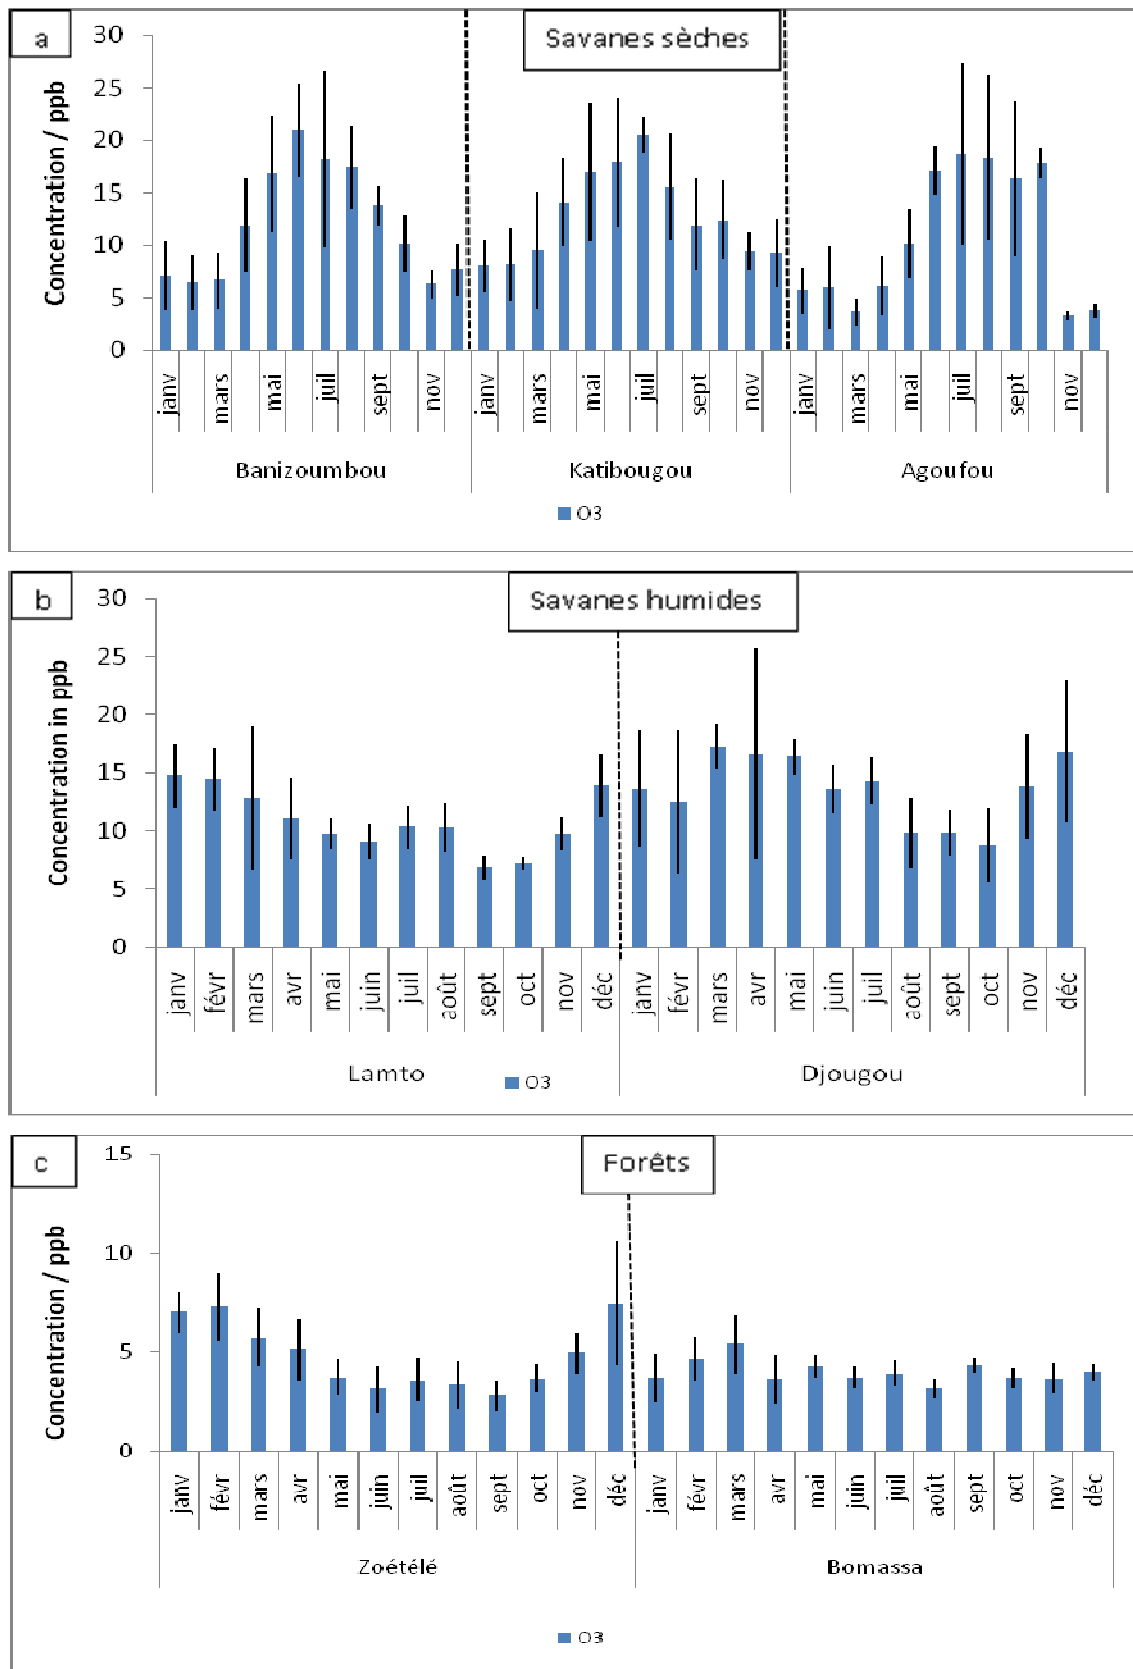 a
Savanes sèches
Concentration / ppb
30
25
20
15
10
5
0
janv mars mai juil sept nov janv mars mai juil sept nov janv mars mai juil sept nov
Banizoumbou Katibougou Agoufou
O3
b
Savanes humides
Concentration in ppb
30
25
20
15
10
5
0
janv févr mars avr mai juin juil août sept oct nov déc janv févr mars avr mai juin juil août sept oct nov déc
Lamto Djougou
O3
c
Forêts
Concentration / ppb
15
10
5
0
janv févr mars avr mai juin juil août sept oct nov déc janv févr mars avr mai juin juil août sept oct nov déc
Zoétélé Bomassa
O3